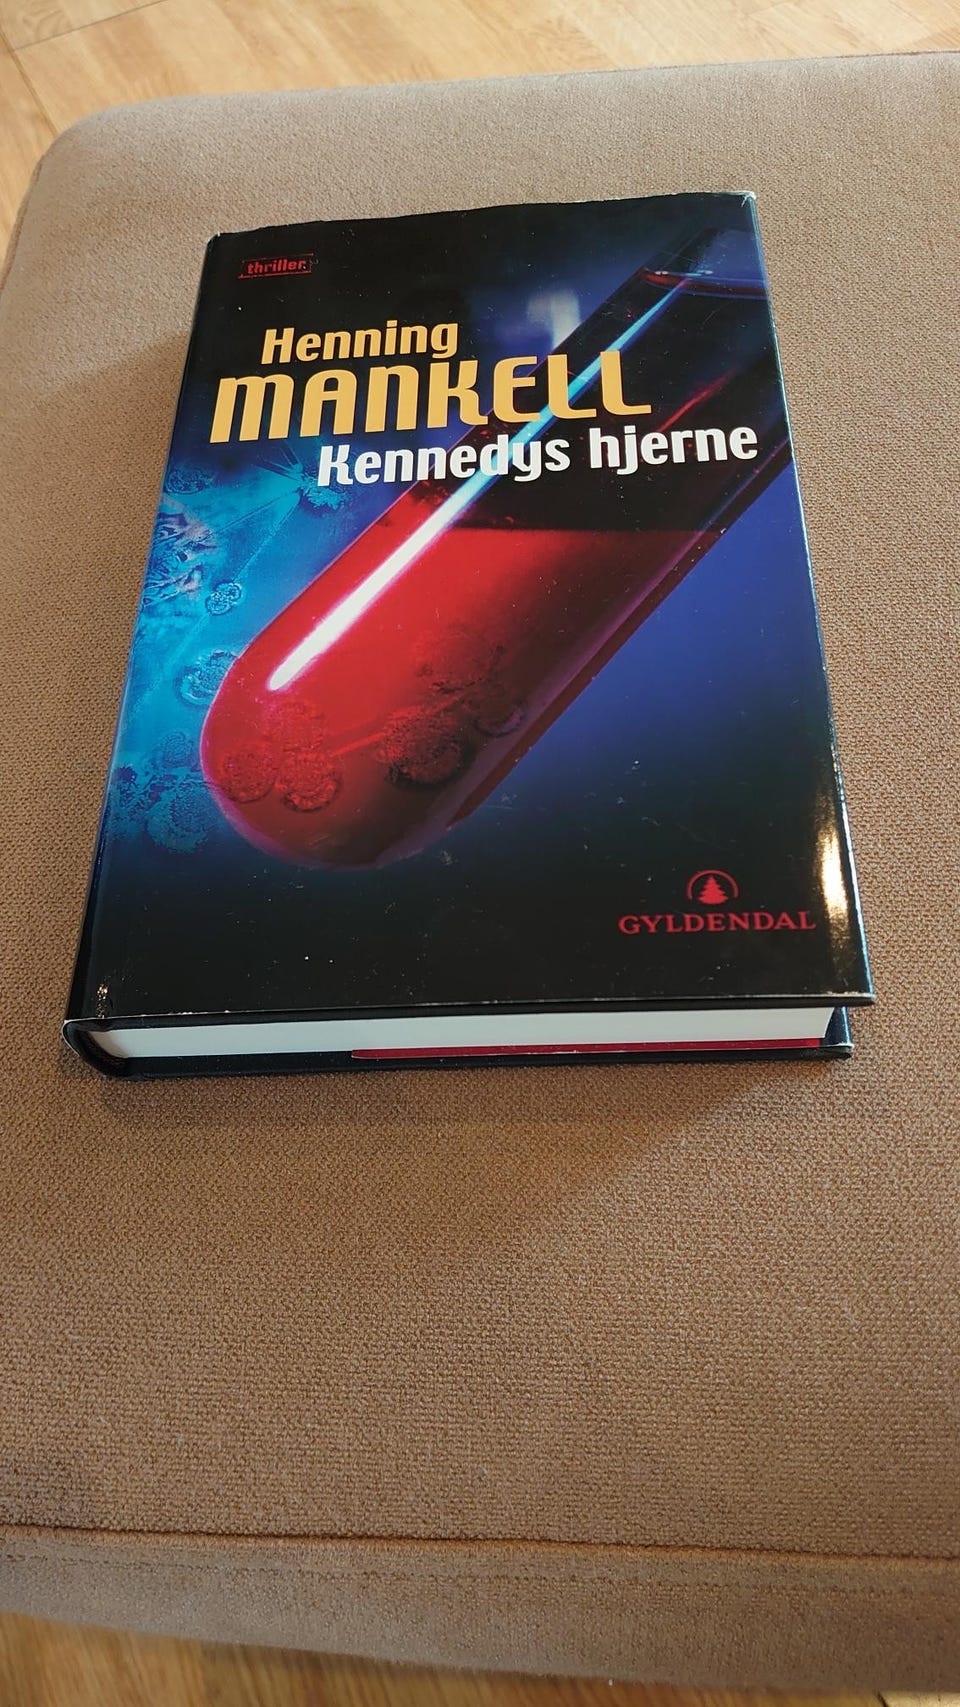 thriller
Henning
MANKELL
Kennedys hjerne
GYLDENDAL